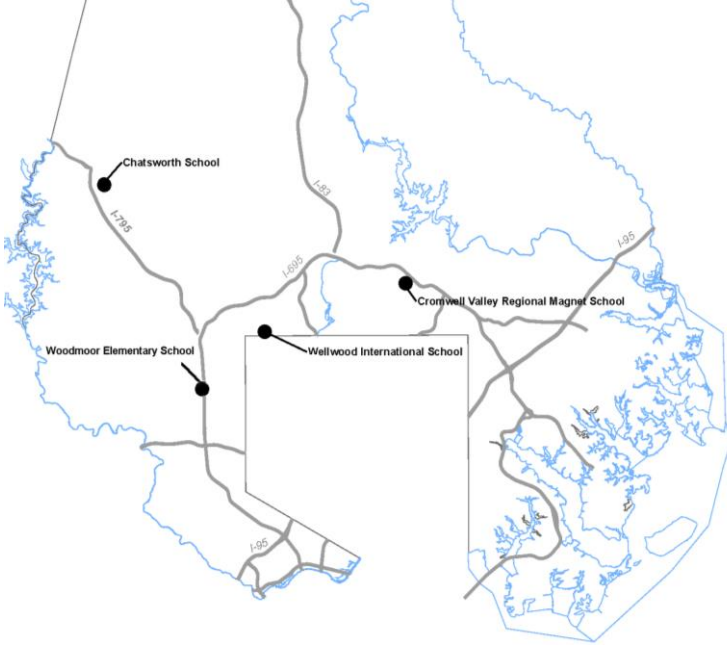 Chatsworth School
I-83
I-795
I-95
I-695
Cromwell Valley Regional Magnet School
Woodmoor Elementary School
Wellwood International School
I-95